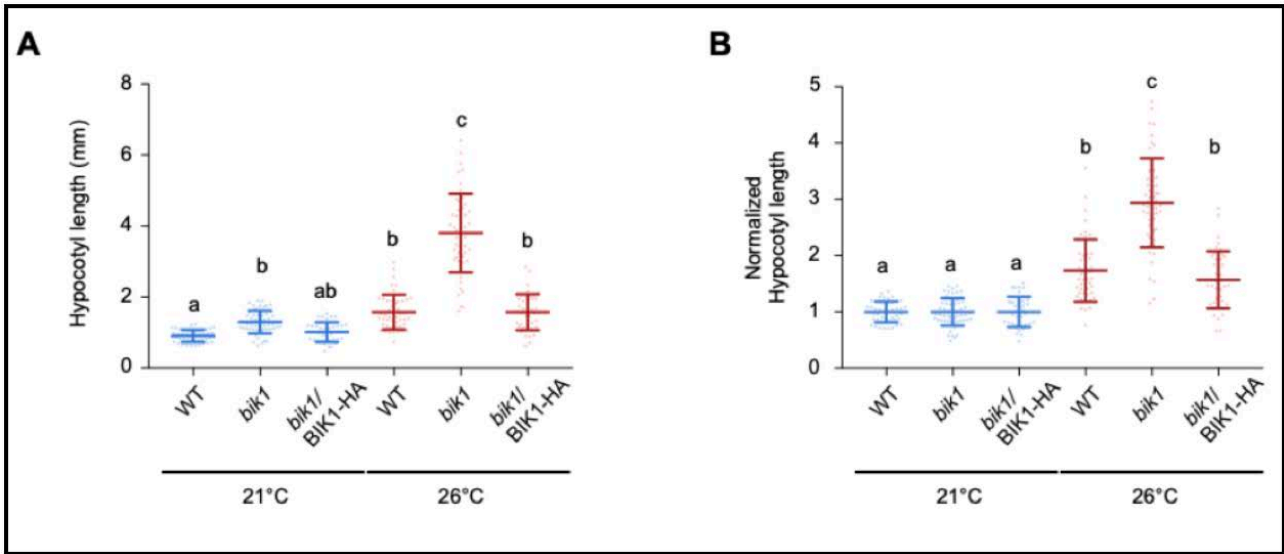 A
Hypocotyl length (mm)
8
6
4
2
0
a
b
ab
b
c
b
WT
bik1
bik1/
BIK1-HA
WT
bik1
bik1/
BIK1-HA
21°C
26°C
B
Normalized
Hypocotyl length
5
4
3
2
1
0
a
a
a
b
c
b
WT
bik1
bik1/
BIK1-HA
WT
bik1
bik1/
BIK1-HA
21°C
26°C